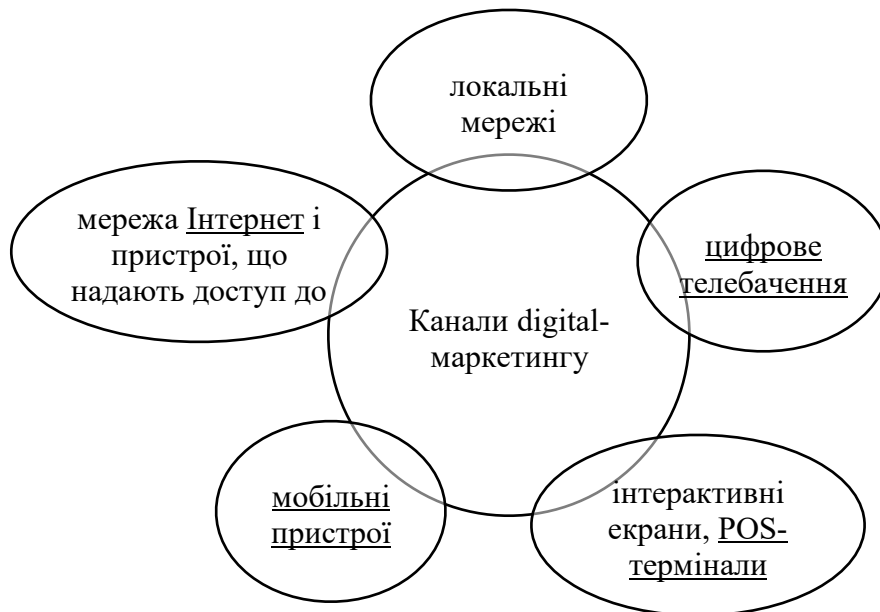 локальні
мережі
мережа Інтернет і
пристрої, що
надають доступ до
цифрове
телебачення
Канали digital-
маркетингу
мобільні
пристрої
інтерактивні
екрани, POS-
термінали